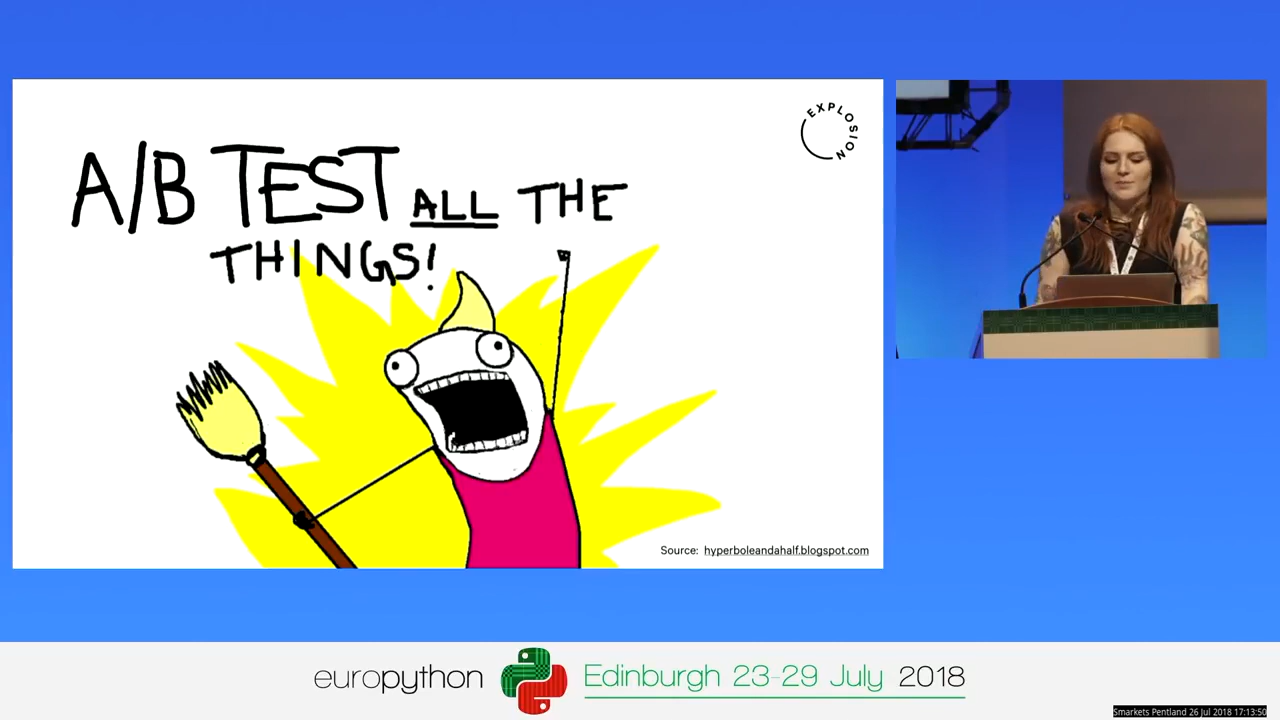 EXPLOSION
A/B TEST ALL THE
THINGS!
Source: hyperboleandahalf.blogspot.com
europython
Edinburgh 23-29 July 2018
Smarkets Pentland 26 Jul 2018 17:13:50